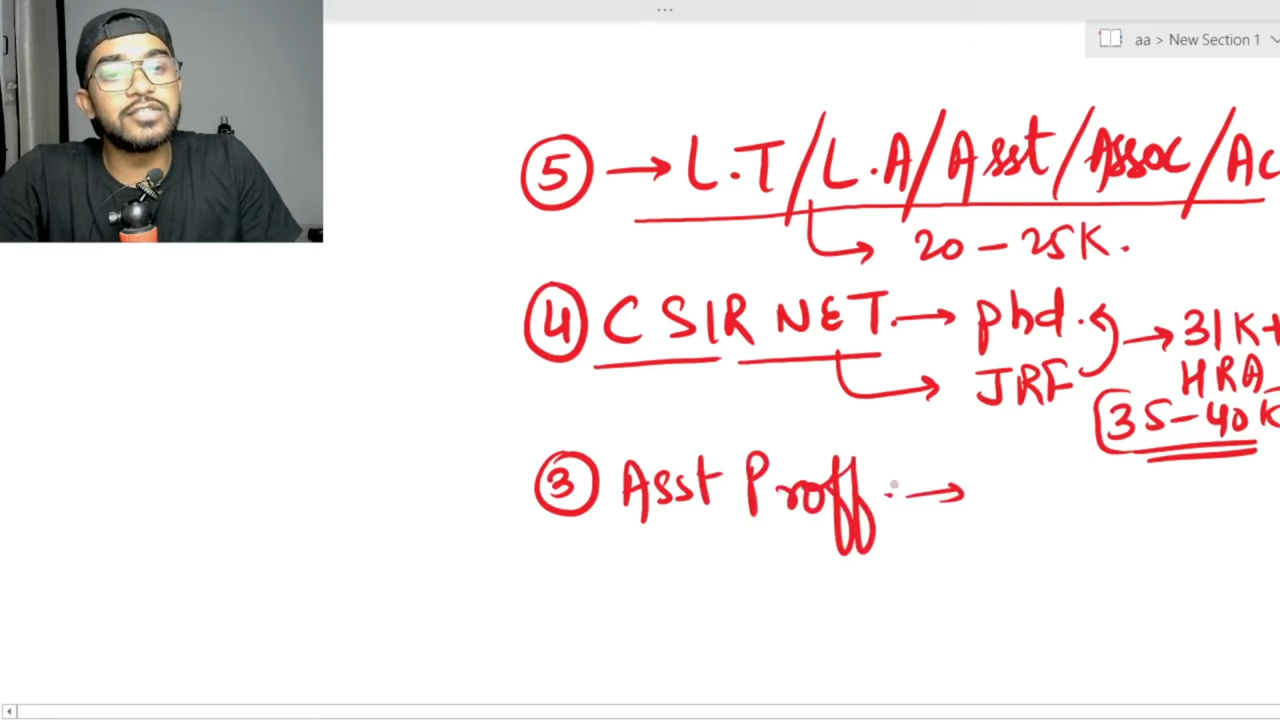 aa > New Section 1
5 → L.T / L.A / Asst / Assoc / Ac
20 - 25K.
4 CSIR NET. → phd. → 31K+
HRA
JRF
35-40K
3 Asst Proff. →